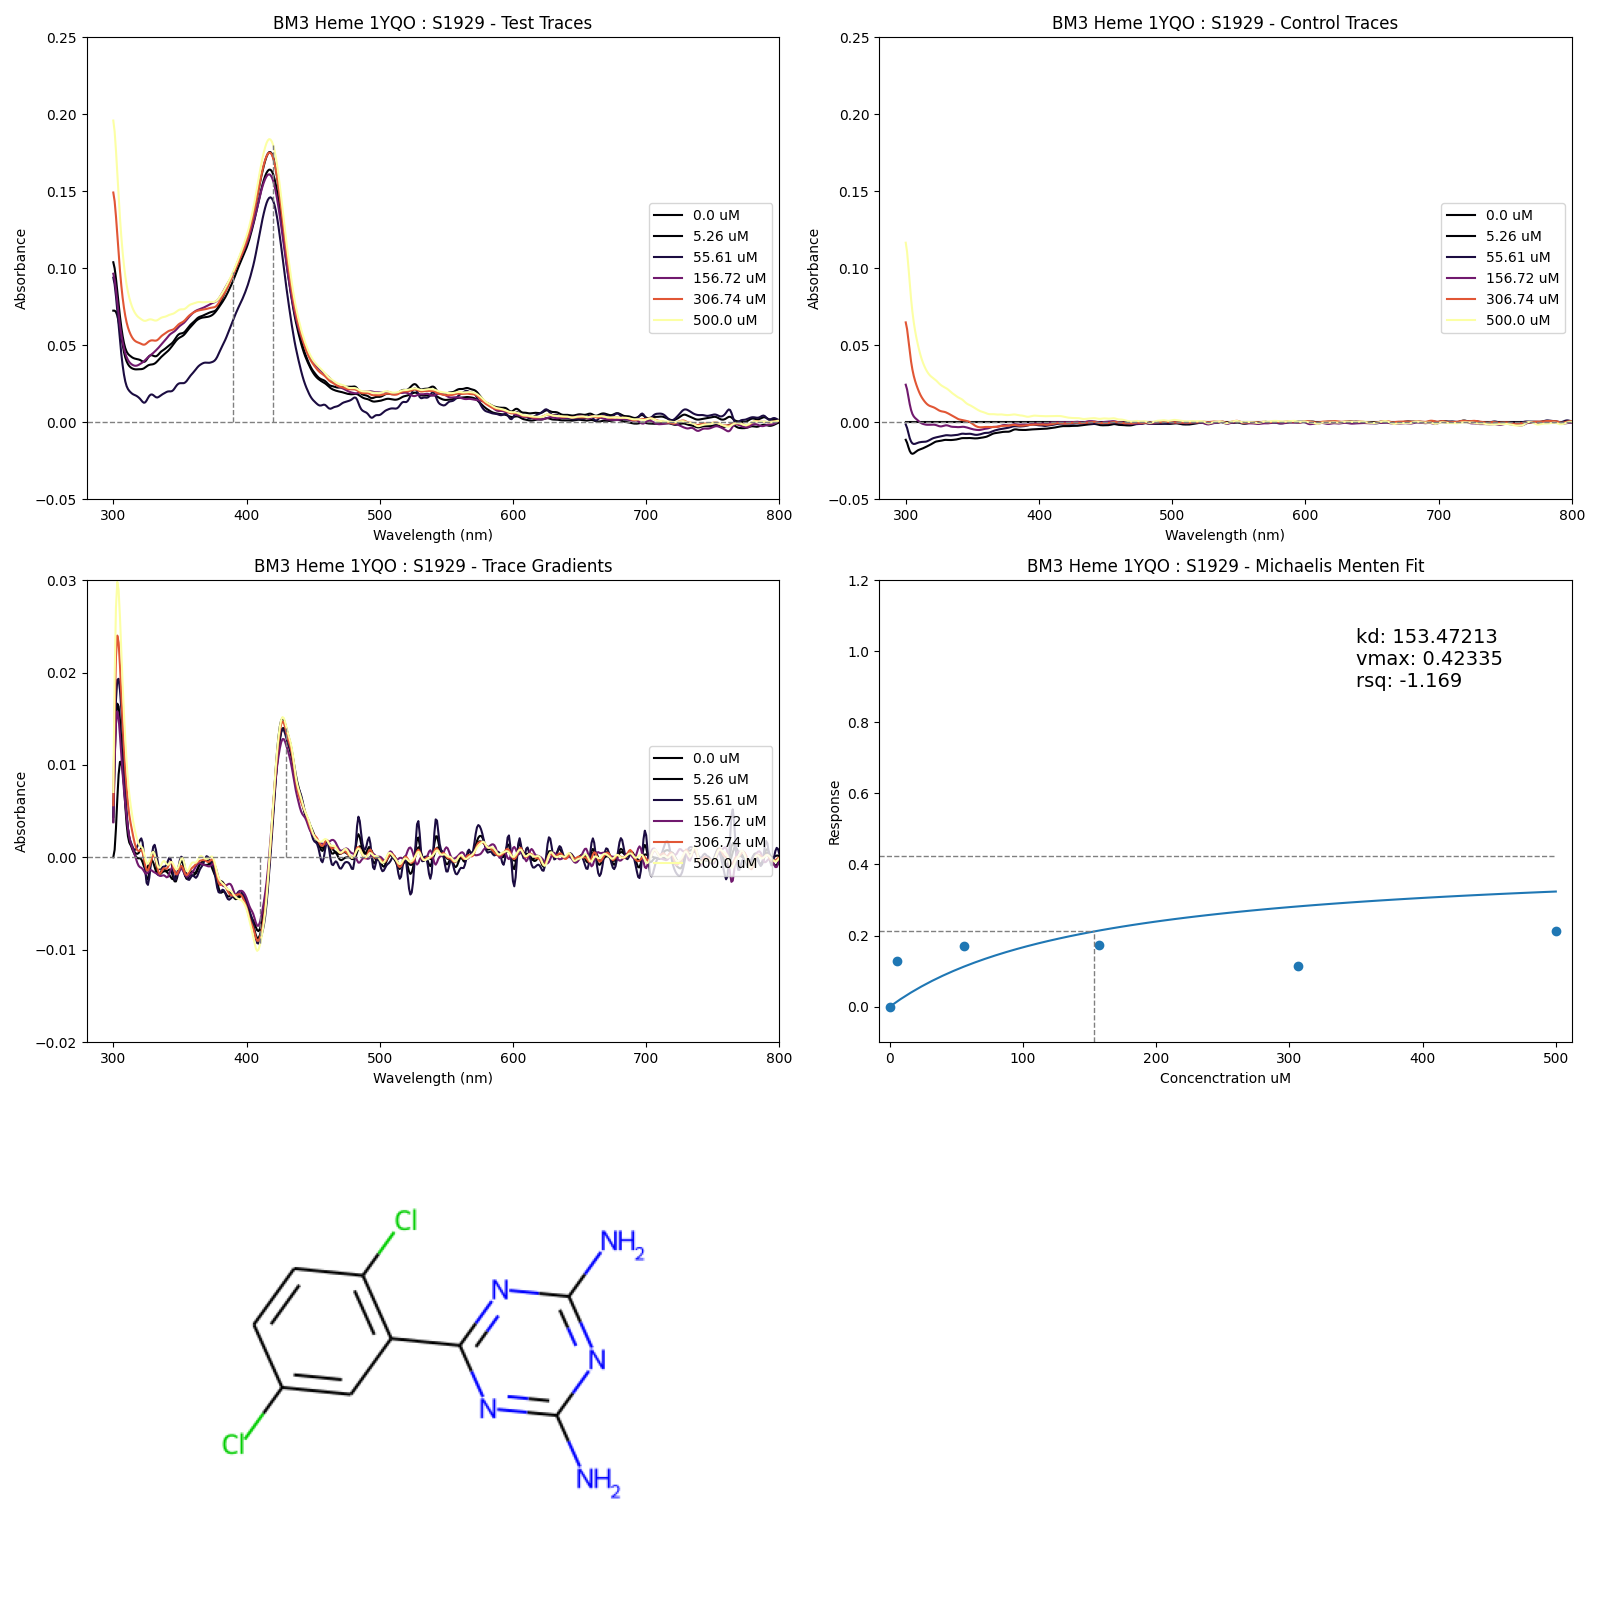 BM3 Heme 1YQO : S1929 - Test Traces
0.25
0.20
0.15
0.10
0.05
0.00
−0.05
Absorbance
300
400
500
600
700
800
Wavelength (nm)
0.0 uM
5.26 uM
55.61 uM
156.72 uM
306.74 uM
500.0 uM
BM3 Heme 1YQO : S1929 - Control Traces
0.25
0.20
0.15
0.10
0.05
0.00
−0.05
Absorbance
300
400
500
600
700
800
Wavelength (nm)
0.0 uM
5.26 uM
55.61 uM
156.72 uM
306.74 uM
500.0 uM
BM3 Heme 1YQO : S1929 - Trace Gradients
0.03
0.02
0.01
0.00
−0.01
−0.02
Absorbance
300
400
500
600
700
800
Wavelength (nm)
0.0 uM
5.26 uM
55.61 uM
156.72 uM
306.74 uM
500.0 uM
BM3 Heme 1YQO : S1929 - Michaelis Menten Fit
1.2
1.0
0.8
0.6
0.4
0.2
0.0
Response
kd: 153.47213
vmax: 0.42335
rsq: -1.169
0
100
200
300
400
500
Concenctration uM
Cl
NH2
N
N
N
Cl
NH2